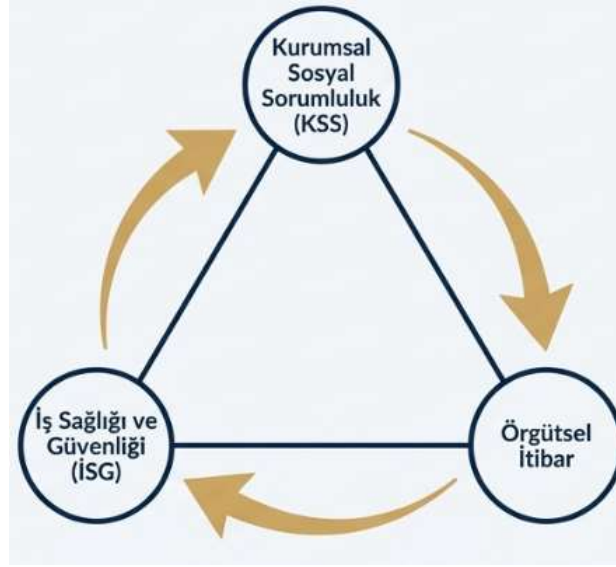 Kurumsal
Sosyal
Sorumluluk
(KSS)
İş Sağlığı ve
Güvenliği
(İSG)
Örgütsel
İtibar